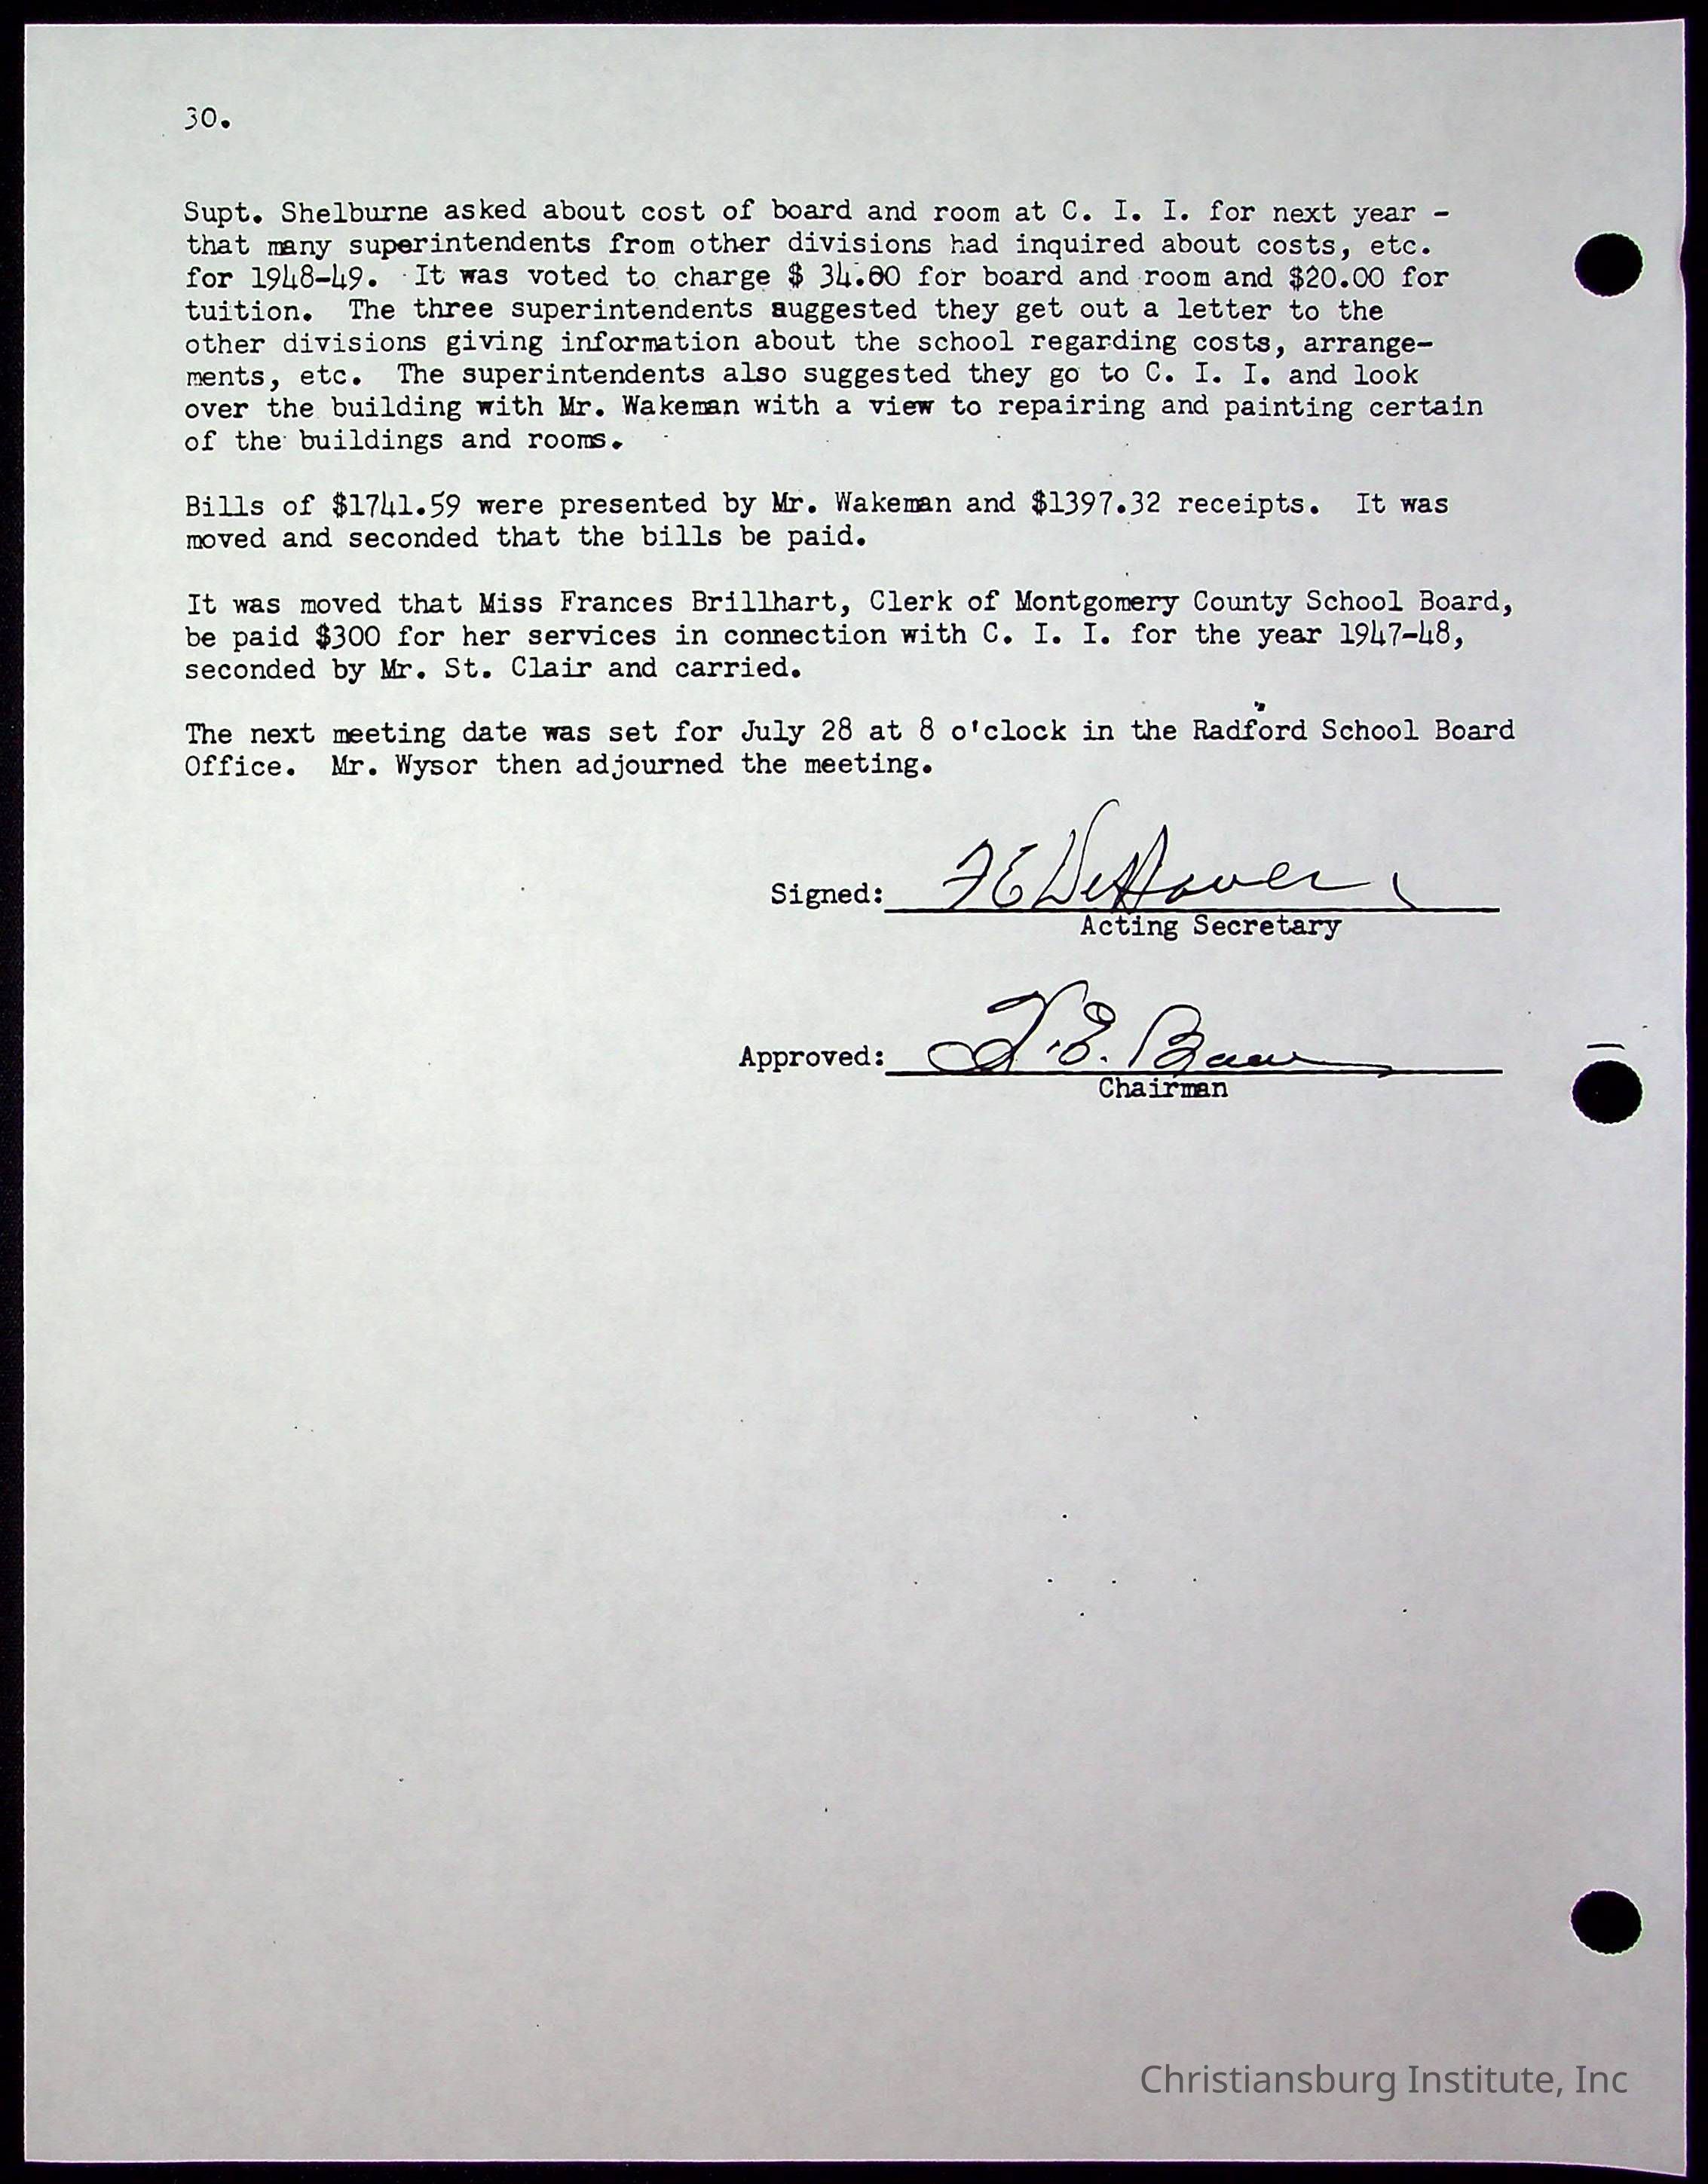 30.
Supt. Shelburne asked about cost of board and room at C. I. I. for next year -
that many superintendents from other divisions had inquired about costs, etc.
for 1948-49. It was voted to charge $ 34.00 for board and room and $20.00 for
tuition. The three superintendents suggested they get out a letter to the
other divisions giving information about the school regarding costs, arrange-
ments, etc. The superintendents also suggested they go to C. I. I. and look
over the building with Mr. Wakeman with a view to repairing and painting certain
of the buildings and rooms.
Bills of $1741.59 were presented by Mr. Wakeman and $1397.32 receipts. It was
moved and seconded that the bills be paid.
It was moved that Miss Frances Brillhart, Clerk of Montgomery County School Board,
be paid $300 for her services in connection with C. I. I. for the year 1947-48,
seconded by Mr. St. Clair and carried.
The next meeting date was set for July 28 at 8 o'clock in the Radford School Board
Office. Mr. Wysor then adjourned the meeting.
Signed:
Acting Secretary
Approved:
Chairman
Christiansburg Institute, Inc